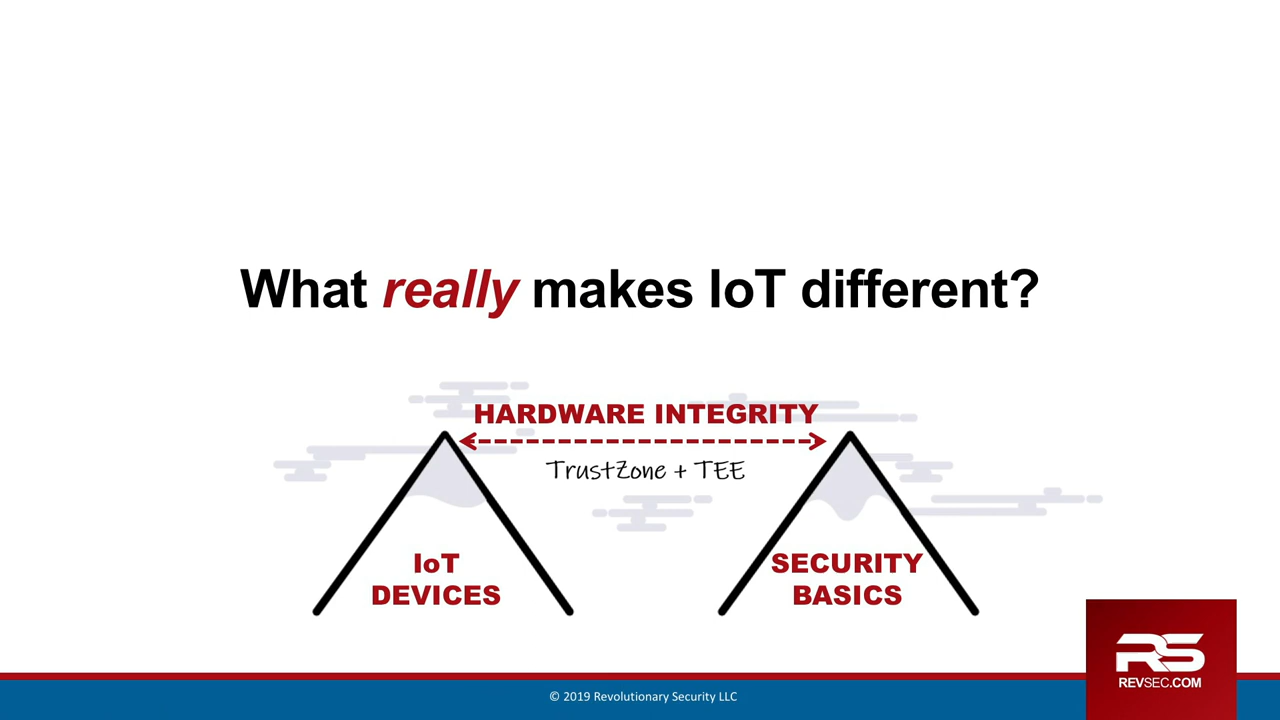 What really makes IoT different?
HARDWARE INTEGRITY
TrustZone + TEE
IoT
DEVICES
SECURITY
BASICS
RS
REVSEC.COM
© 2019 Revolutionary Security LLC